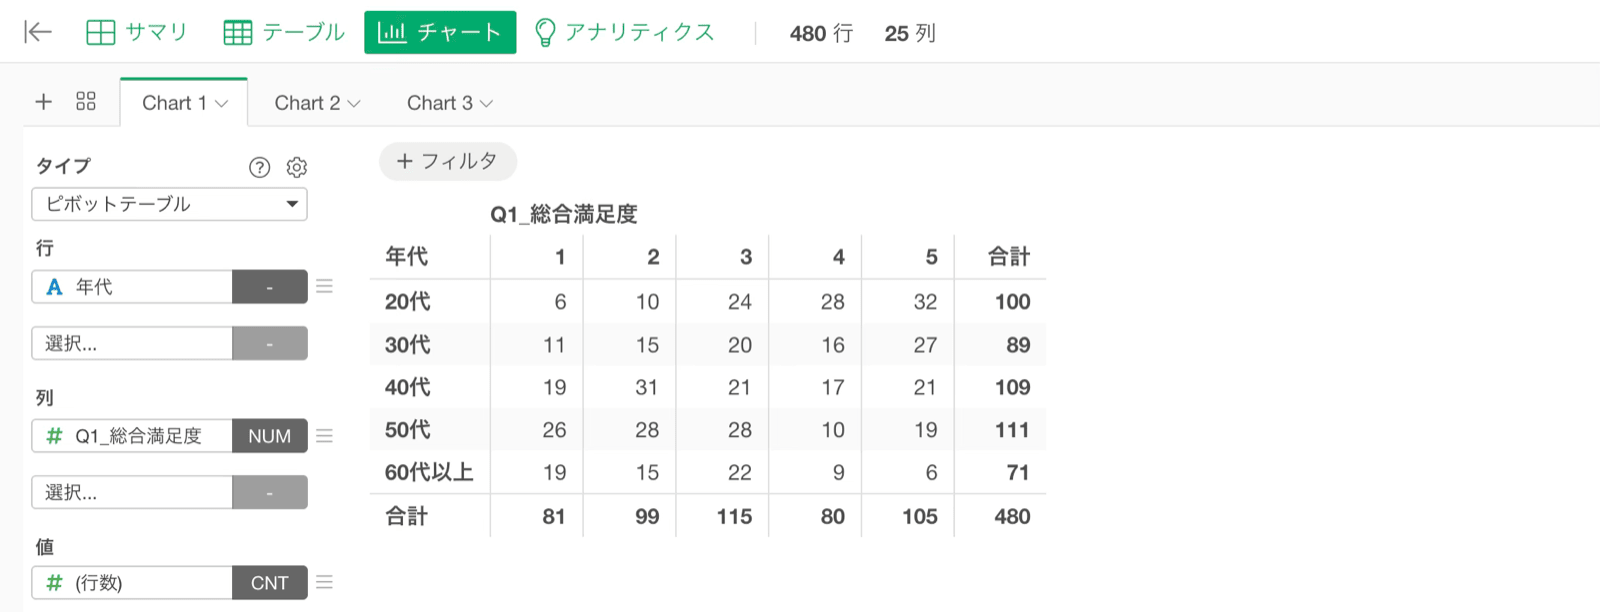 サマリ テーブル チャート アナリティクス 480 行 25 列
Chart 1 Chart 2 Chart 3
タイプ
ピボットテーブル
行
年代 -
選択... -
列
Q1_総合満足度 NUM
選択... -
値
(行数) CNT
+ フィルタ
Q1_総合満足度
年代 1 2 3 4 5 合計
20代 6 10 24 28 32 100
30代 11 15 20 16 27 89
40代 19 31 21 17 21 109
50代 26 28 28 10 19 111
60代以上 19 15 22 9 6 71
合計 81 99 115 80 105 480